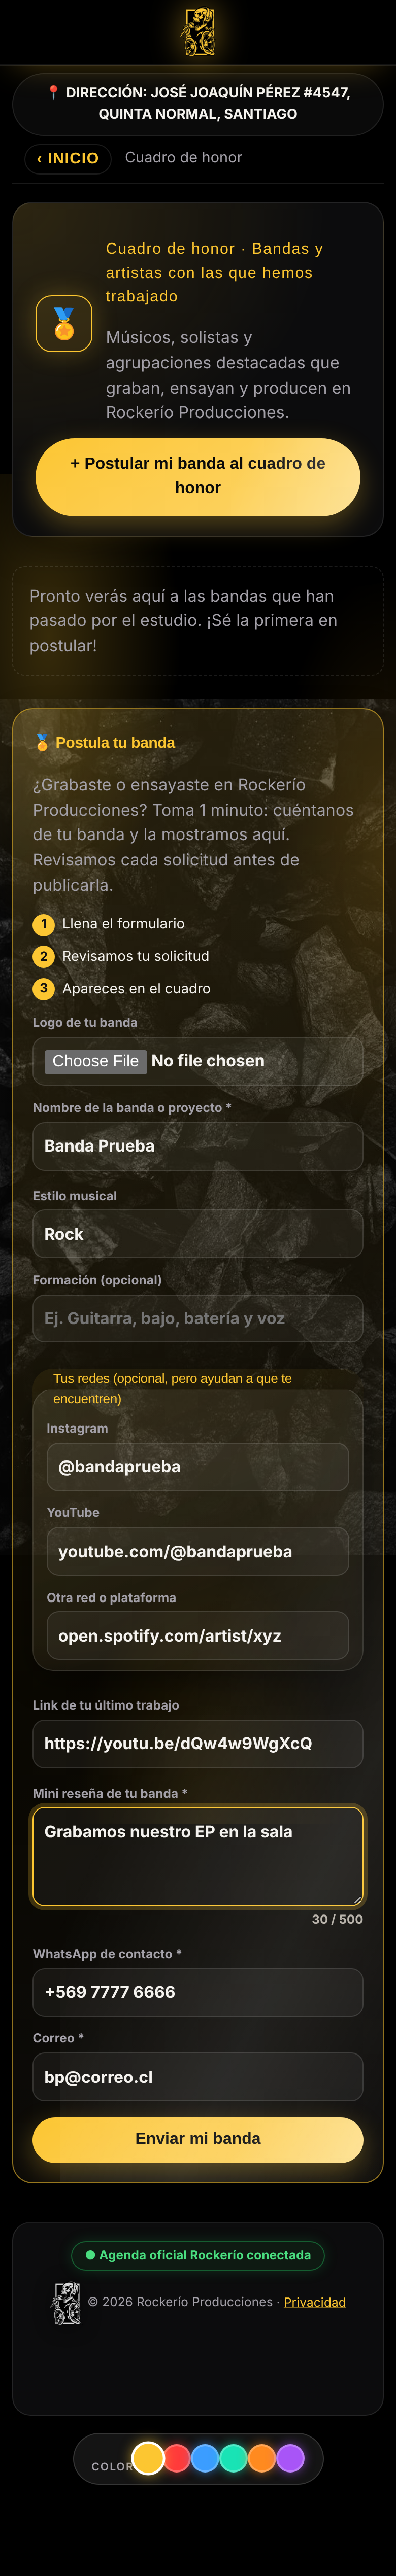 📍 DIRECCIÓN: JOSÉ JOAQUÍN PÉREZ #4547,
QUINTA NORMAL, SANTIAGO
‹ INICIO
Cuadro de honor
Cuadro de honor · Bandas y
artistas con las que hemos
trabajado
Músicos, solistas y
agrupaciones destacadas que
graban, ensayan y producen en
Rockerío Producciones.
+ Postular mi banda al cuadro de
honor
Pronto verás aquí a las bandas que han
pasado por el estudio. ¡Sé la primera en
postular!
🏅 Postula tu banda
¿Grabaste o ensayaste en Rockerío
Producciones? Toma 1 minuto: cuéntanos
de tu banda y la mostramos aquí.
Revisamos cada solicitud antes de
publicarla.
1 Llena el formulario
2 Revisamos tu solicitud
3 Apareces en el cuadro
Logo de tu banda
Choose File No file chosen
Nombre de la banda o proyecto *
Banda Prueba
Estilo musical
Rock
Formación (opcional)
Ej. Guitarra, bajo, batería y voz
Tus redes (opcional, pero ayudan a que te
encuentren)
Instagram
@bandaprueba
YouTube
youtube.com/@bandaprueba
Otra red o plataforma
open.spotify.com/artist/xyz
Link de tu último trabajo
https://youtu.be/dQw4w9WgXcQ
Mini reseña de tu banda *
Grabamos nuestro EP en la sala
30 / 500
WhatsApp de contacto *
+569 7777 6666
Correo *
bp@correo.cl
Enviar mi banda
● Agenda oficial Rockerío conectada
© 2026 Rockerío Producciones · Privacidad
COLOR